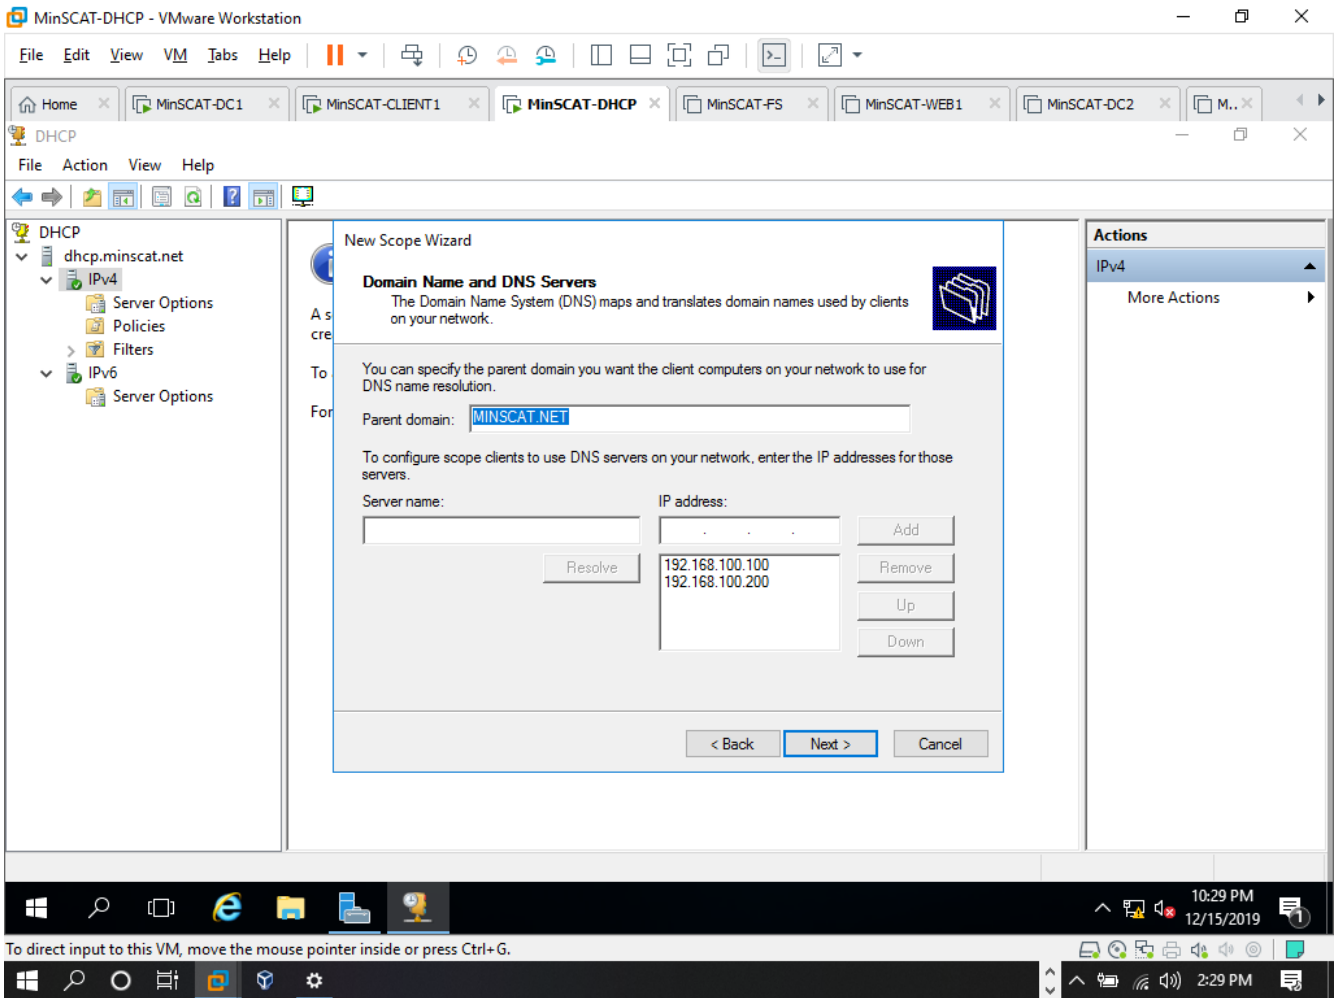 MinSCAT-DHCP - VMware Workstation
File Edit View VM Tabs Help
Home
MinSCAT-DC1
MinSCAT-CLIENT1
MinSCAT-DHCP
MinSCAT-FS
MinSCAT-WEB1
MinSCAT-DC2
M..
DHCP
File Action View Help
DHCP
dhcp.minscat.net
IPv4
Server Options
Policies
Filters
IPv6
Server Options
A s
cre
To
For
New Scope Wizard
Domain Name and DNS Servers
The Domain Name System (DNS) maps and translates domain names used by clients
on your network.
You can specify the parent domain you want the client computers on your network to use for
DNS name resolution.
Parent domain: MINSCAT.NET
To configure scope clients to use DNS servers on your network, enter the IP addresses for those
servers.
Server name: IP address:
Add
Resolve
192.168.100.100
192.168.100.200
Remove
Up
Down
< Back Next > Cancel
Actions
IPv4
More Actions
10:29 PM
12/15/2019
1
To direct input to this VM, move the mouse pointer inside or press Ctrl+G.
2:29 PM